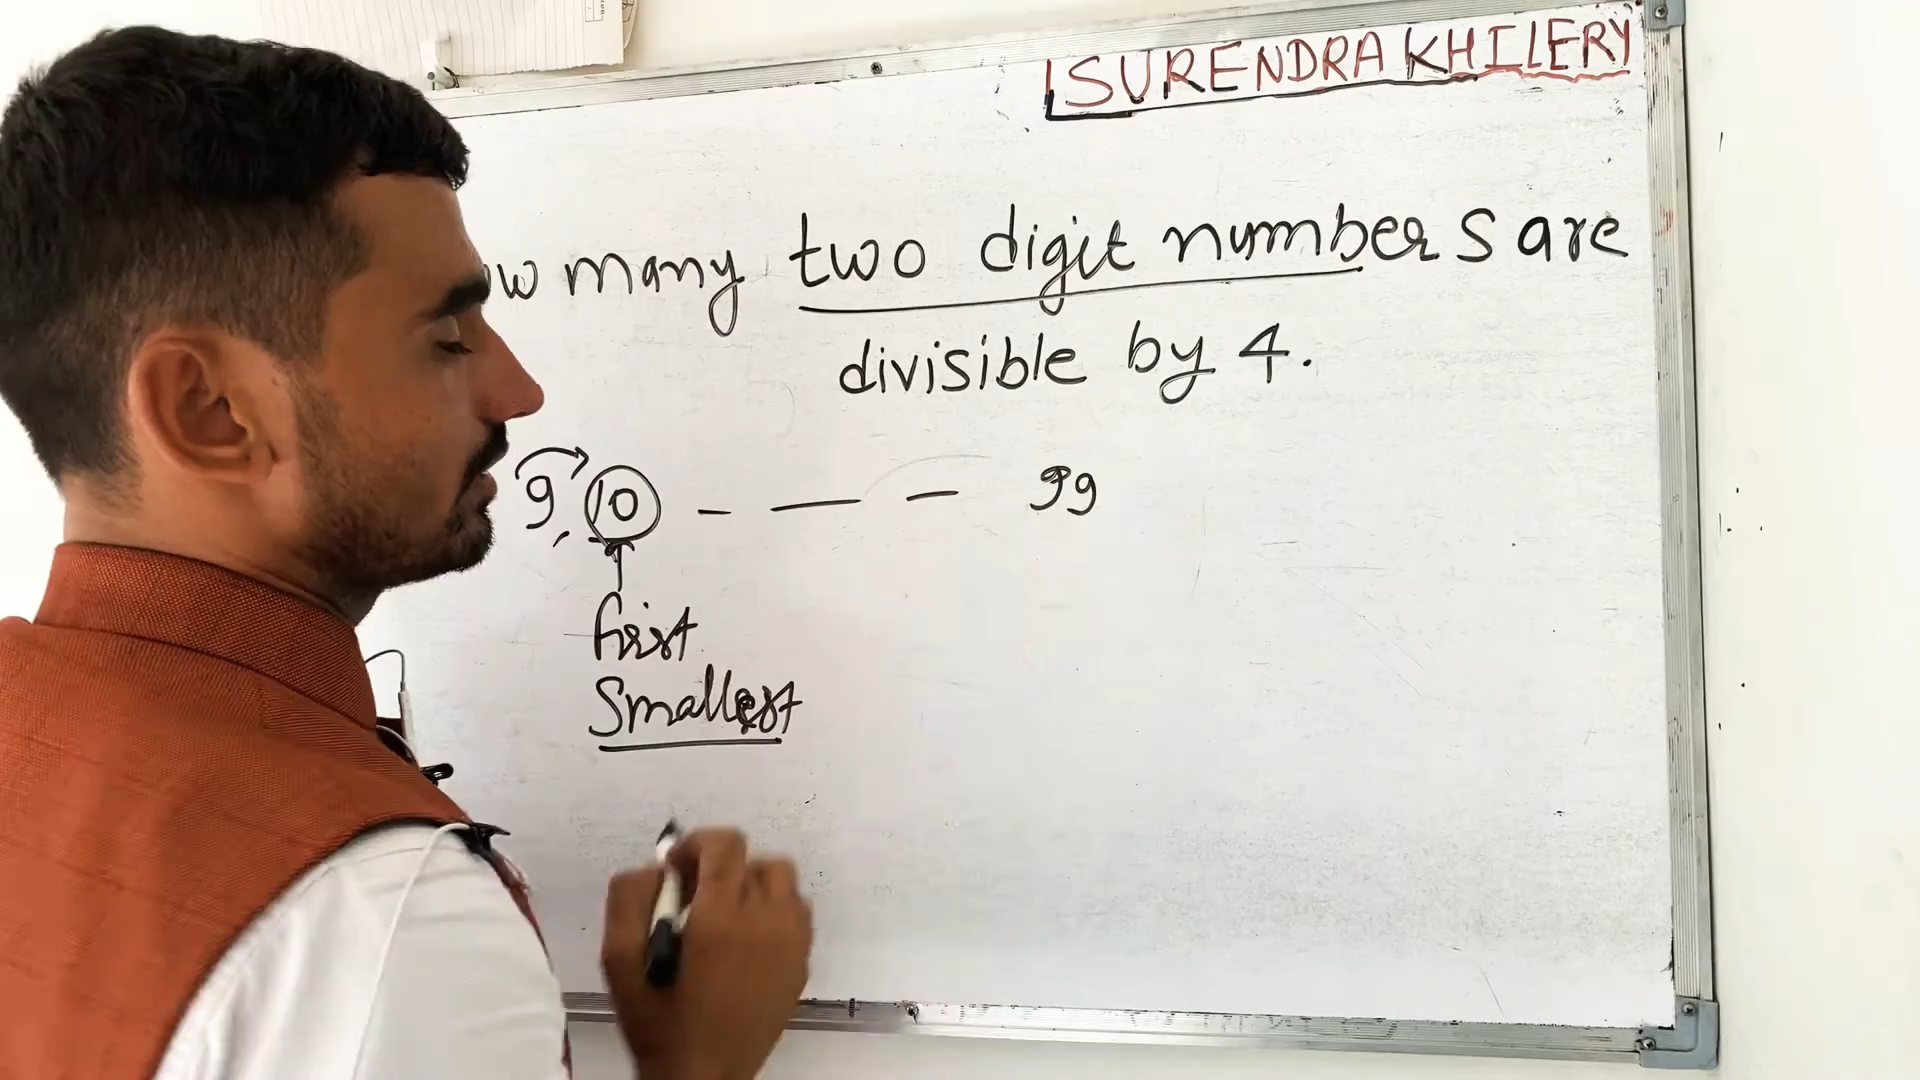 SURENDRA KHILERY
ow many two digit numbers are
divisible by 4.
9, 10 - — - 99
first
Smallest